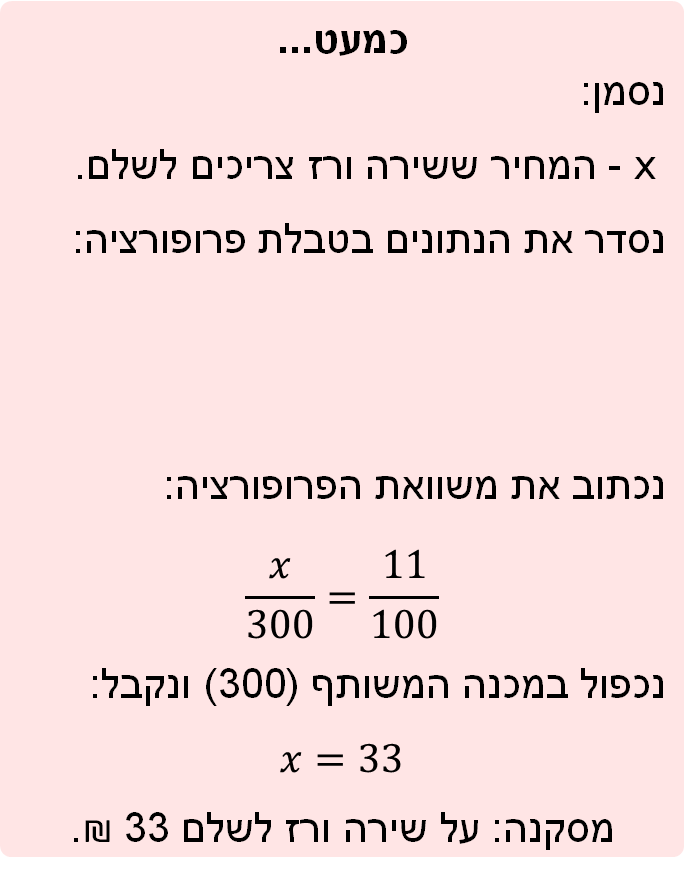 כמעט...
נסמן:
x - המחיר ששירה ורז צריכים לשלם.
נסדר את הנתונים בטבלת פרופורציה:
נכתוב את משוואת הפרופורציה:
x/300 = 11/100
נכפול במכנה המשותף (300) ונקבל:
x = 33
מסקנה: על שירה ורז לשלם 33 ₪.